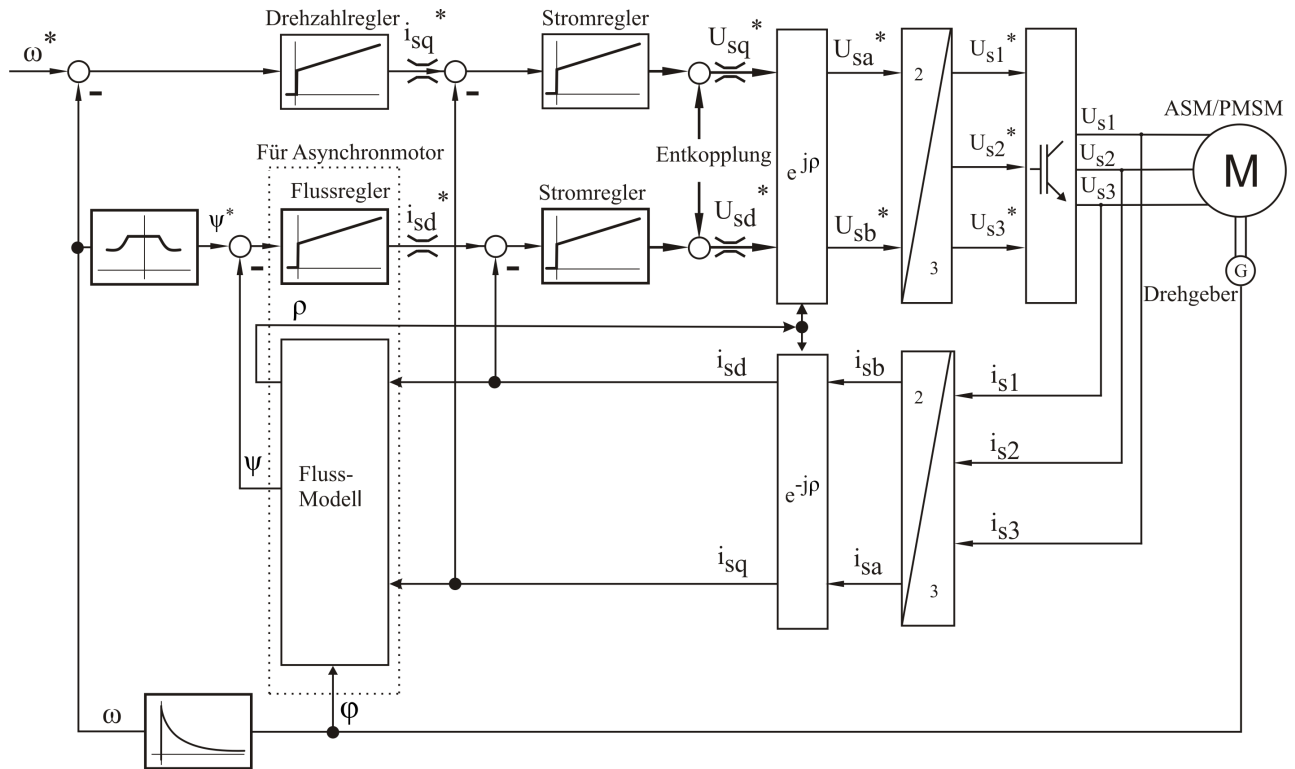 Drehzahlregler
Stromregler
ω*
isq*
Usq*
Usa*
2
Us1*
ASM/PMSM
Us1
Für Asynchronmotor
Entkopplung
e jρ
Us2*
Us2
M
Flussregler
Stromregler
Us3
ψ*
isd*
Usd*
Usb*
Us3*
3
G
Drehgeber
ρ
isd
isb
2
is1
ψ
Fluss-
Modell
e -jρ
is2
is3
isq
isa
3
ω
φ